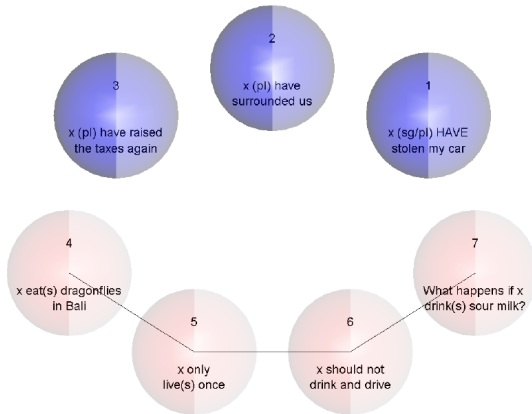 2
x (pl) have
surrounded us
3
x (pl) have raised
the taxes again
1
x (sg/pl) HAVE
stolen my car
4
x eat(s) dragonflies
in Bali
7
What happens if x
drink(s) sour milk?
5
x only
live(s) once
6
x should not
drink and drive